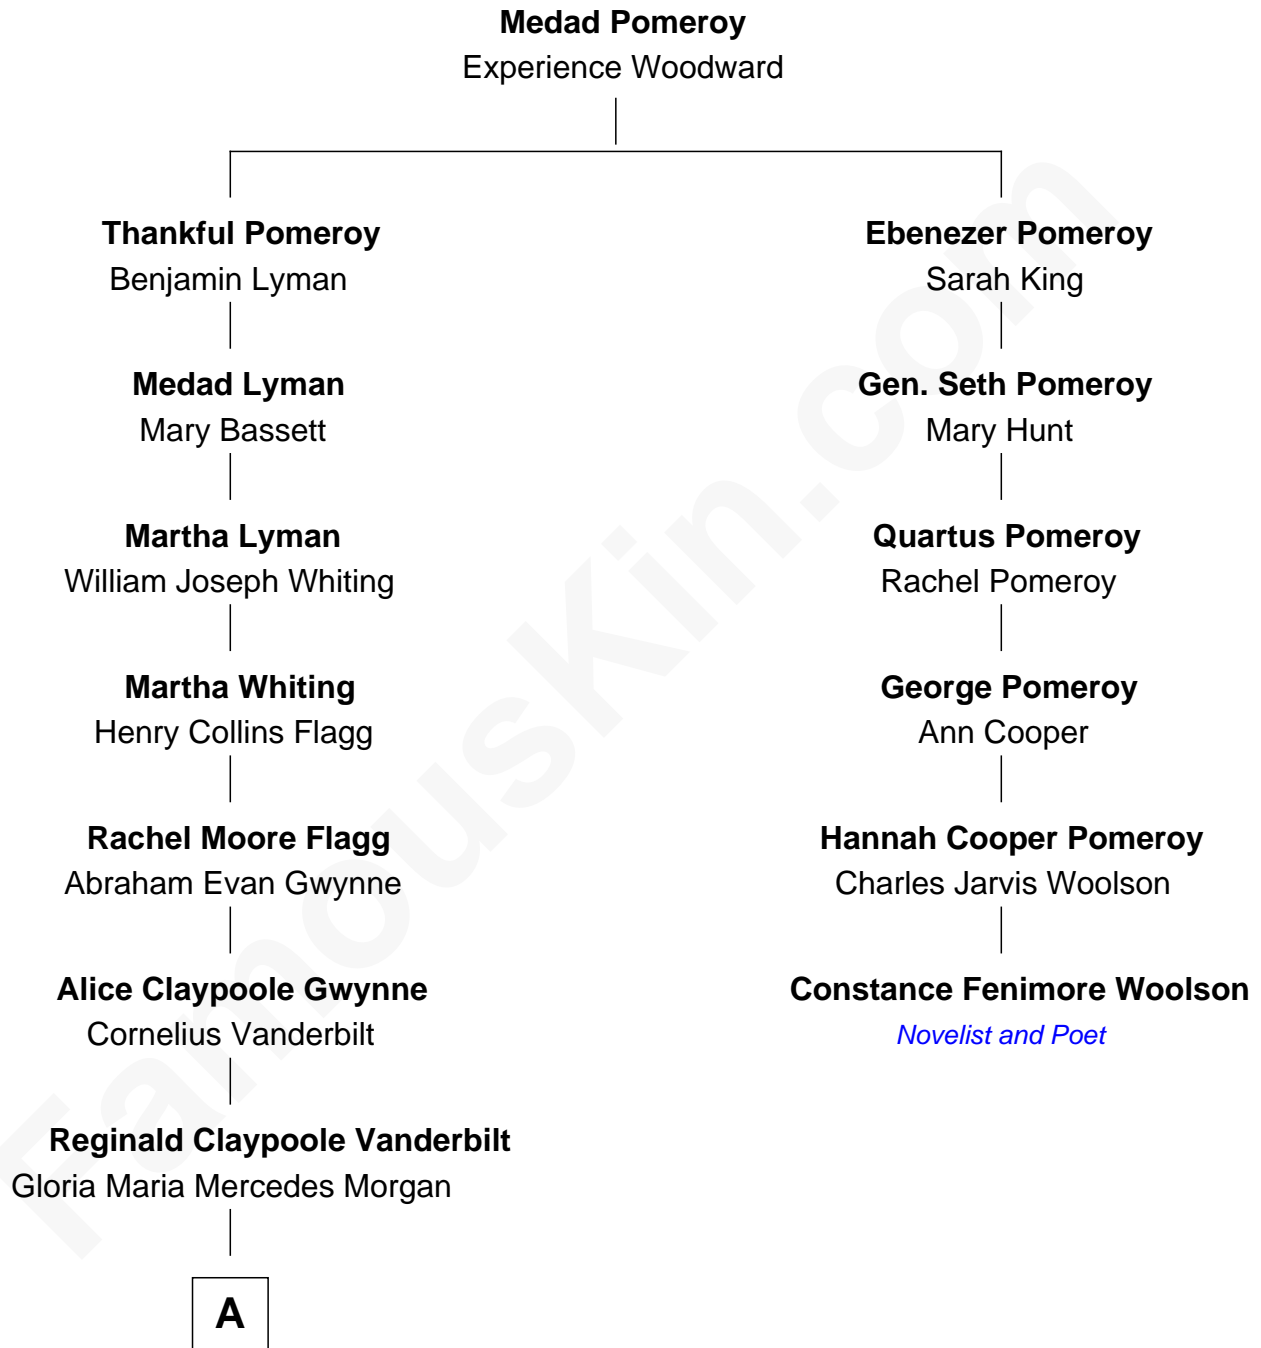 Medad Pomeroy
Experience Woodward
Thankful Pomeroy
Benjamin Lyman
Medad Lyman
Mary Bassett
Martha Lyman
William Joseph Whiting
Martha Whiting
Henry Collins Flagg
Rachel Moore Flagg
Abraham Evan Gwynne
Alice Claypoole Gwynne
Cornelius Vanderbilt
Reginald Claypoole Vanderbilt
Gloria Maria Mercedes Morgan
A
Ebenezer Pomeroy
Sarah King
Gen. Seth Pomeroy
Mary Hunt
Quartus Pomeroy
Rachel Pomeroy
George Pomeroy
Ann Cooper
Hannah Cooper Pomeroy
Charles Jarvis Woolson
Constance Fenimore Woolson
Novelist and Poet
FamousKin.com